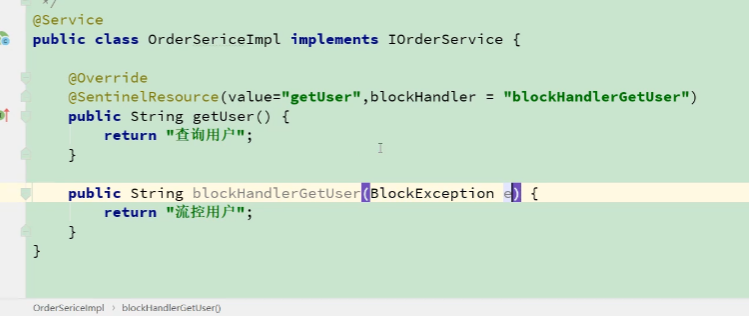 */
@Service
public class OrderSericeImpl implements IOrderService {
@Override
@SentinelResource(value="getUser",blockHandler = "blockHandlerGetUser")
public String getUser() {
return "查询用户";
}
public String blockHandlerGetUser(BlockException e) {
return "流控用户";
}
}
OrderSericeImpl › blockHandlerGetUser()